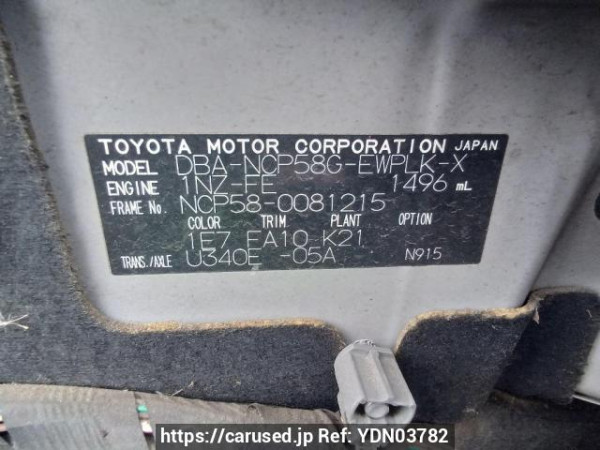 TOYOTA MOTOR CORPORATION JAPAN
MODEL DBA-NCP58G-EWPLK-X
ENGINE 1NZ-FE 1496 mL
FRAME No. NCP58-0081215
COLOR TRIM PLANT OPTION
1E7 EA10 K21
TRANS./AXLE U340E -05A N915
https://carused.jp Ref: YDN03782